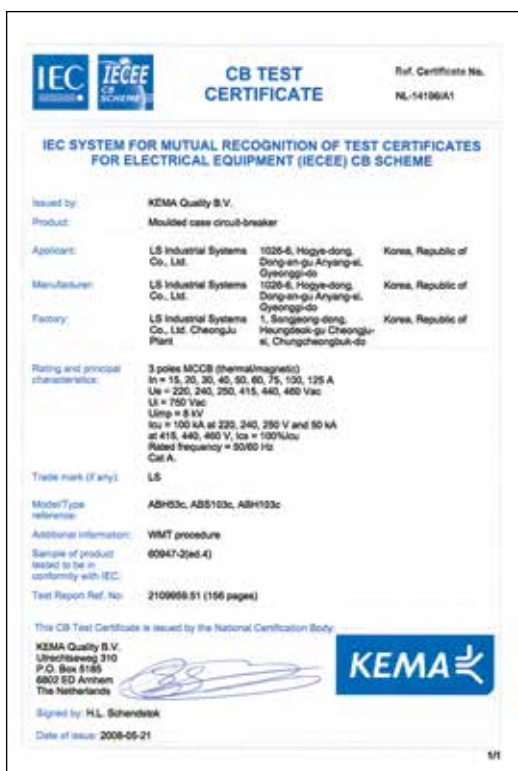 IEC IECEE CB SCHEME
CB TEST CERTIFICATE
Ref. Certificate No.
NL-14186/A1
IEC SYSTEM FOR MUTUAL RECOGNITION OF TEST CERTIFICATES
FOR ELECTRICAL EQUIPMENT (IECEE) CB SCHEME
Issued by: KEMA Quality B.V.
Product: Moulded case circuit-breaker
Applicant: LS Industrial Systems Co., Ltd. 1026-6, Hogye-dong, Dong-an-gu Anyang-si, Gyeonggi-do Korea, Republic of
Manufacturer: LS Industrial Systems Co., Ltd. 1026-6, Hogye-dong, Dong-an-gu Anyang-si, Gyeonggi-do Korea, Republic of
Factory: LS Industrial Systems Co., Ltd. CheongJu Plant 1, Songjeong-dong, Heungdeok-gu Cheongju-si, Chungcheongbuk-do Korea, Republic of
Rating and principal characteristics:
3 poles MCCB (thermal/magnetic)
In = 15, 20, 30, 40, 50, 60, 75, 100, 125 A
Ue = 220, 240, 250, 415, 440, 460 Vac
Ui = 750 Vac
Uimp = 8 kV
Icu = 100 kA at 220, 240, 250 V and 50 kA
at 415, 440, 460 V, Ics = 100%Icu
Rated frequency = 50/60 Hz
Cat A.
Trade mark (if any): LS
Model/Type reference: ABH53c, ABS103c, ABH103c
Additional information: WMT procedure
Sample of product tested to be in conformity with IEC: 60947-2(ed.4)
Test Report Ref. No: 2109959.51 (156 pages)
This CB Test Certificate is issued by the National Certification Body:
KEMA Quality B.V.
Utrechtseweg 310
P.O. Box 5185
6802 ED Arnhem
The Netherlands
KEMA
Signed by: H.L. Schendstok
Date of issue: 2008-05-21
1/1